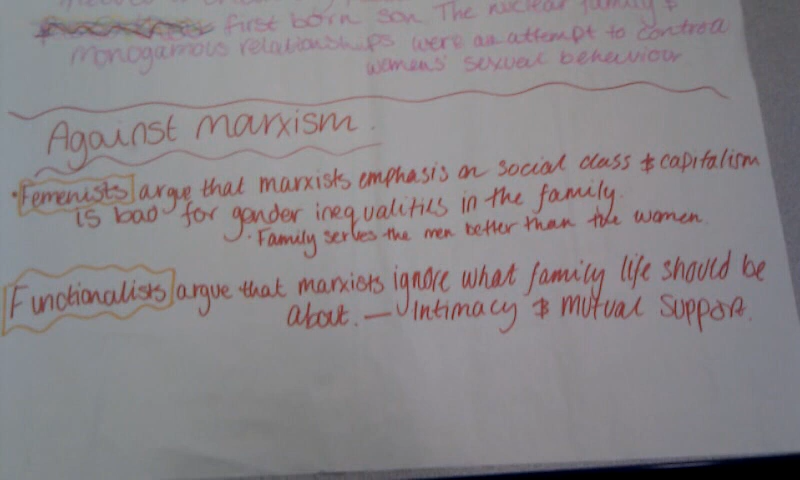 first born son. The nuclear family &
monogamous relationships were an attempt to control
womens' sexual behaviour
Against marxism.
• Femenists argue that marxists emphasis on social class & capitalism
is bad for gender inequalities in the family.
• Family serves the men better than the women.
Functionalists argue that marxists ignore what family life should be
about. — Intimacy & mutual support.